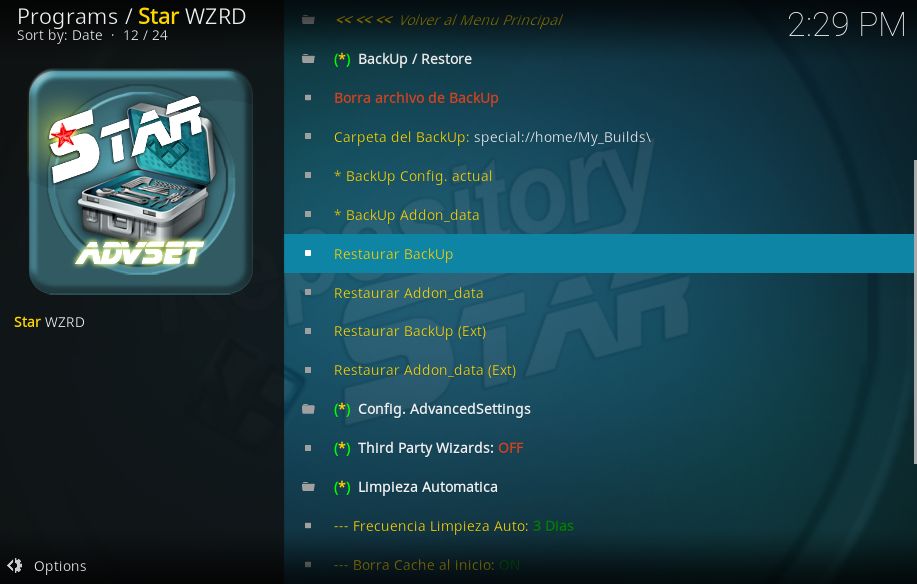 Programs / Star WZRD
Sort by: Date · 12 / 24
2:29 PM
STAR
ADVSET
Star WZRD
<< << << Volver al Menu Principal
(*) BackUp / Restore
Borra archivo de BackUp
Carpeta del BackUp: special://home/My_Builds\
* BackUp Config. actual
* BackUp Addon_data
Restaurar BackUp
Restaurar Addon_data
Restaurar BackUp (Ext)
Restaurar Addon_data (Ext)
(*) Config. AdvancedSettings
(*) Third Party Wizards: OFF
(*) Limpieza Automatica
--- Frecuencia Limpieza Auto: 3 Dias
--- Borra Cache al inicio: ON
Repository
STAR
Options